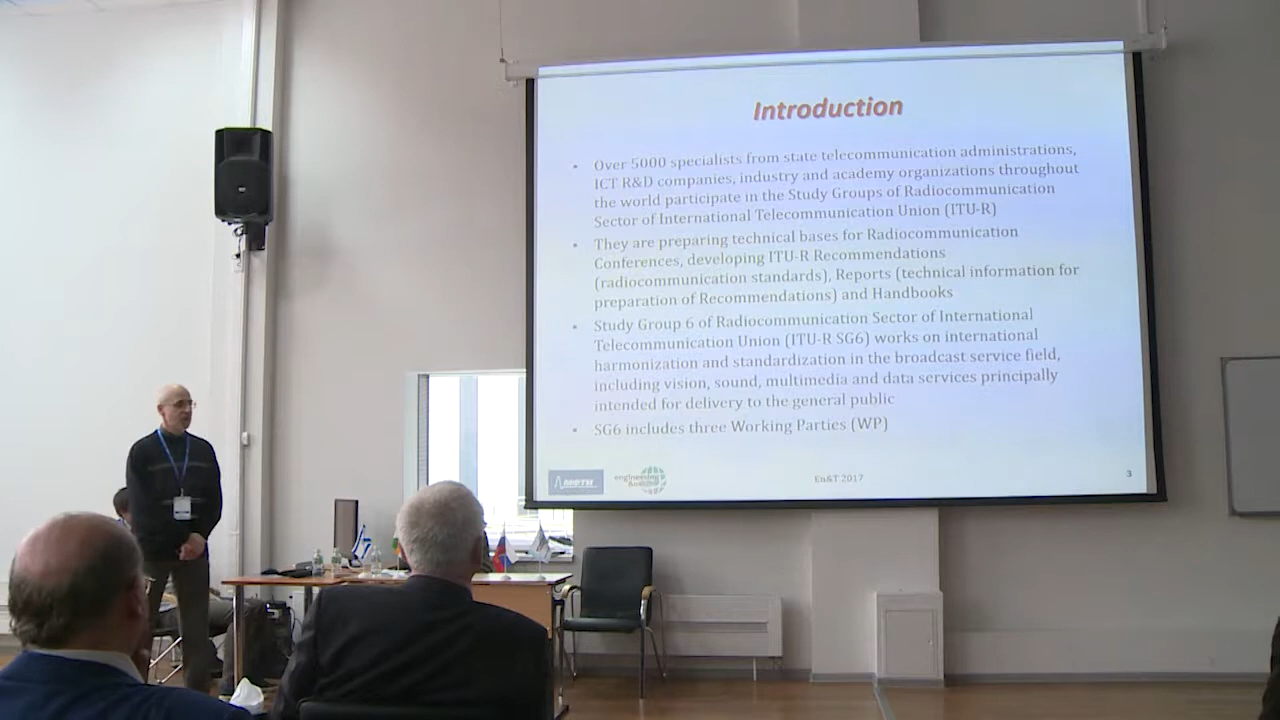 Introduction
• Over 5000 specialists from state telecommunication administrations,
ICT R&D companies, industry and academy organizations throughout
the world participate in the Study Groups of Radiocommunication
Sector of International Telecommunication Union (ITU-R)
• They are preparing technical bases for Radiocommunication
Conferences, developing ITU-R Recommendations
(radiocommunication standards), Reports (technical information for
preparation of Recommendations) and Handbooks
• Study Group 6 of Radiocommunication Sector of International
Telecommunication Union (ITU-R SG6) works on international
harmonization and standardization in the broadcast service field,
including vision, sound, multimedia and data services principally
intended for delivery to the general public
• SG6 includes three Working Parties (WP)
engineering
En&T 2017
3